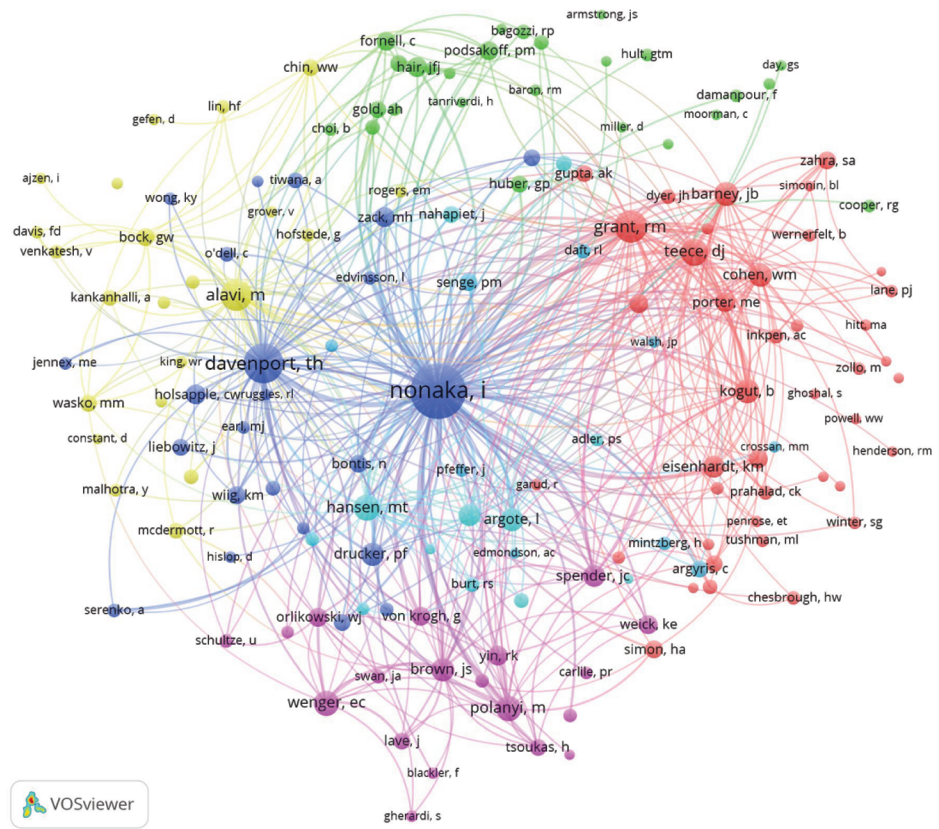 armstrong, js
fornell, c
bagozzi, rp
podsakoff, pm
hult, gtm
chin, ww
hair, jfj
day, gs
baron, rm
damanpour, f
tanriverdi, h
lin, hf
gold, ah
moorman, c
gefen, d
choi, b
miller, d
zahra, sa
gupta, ak
ajzen, i
tiwana, a
huber, gp
simonin, bl
rogers, em
dyer, jh
barney, jb
wong, ky
cooper, rg
grover, v
zack, mh
nahapiet, j
grant, rm
davis, fd
bock, gw
hofstede, g
wernerfelt, b
venkatesh, v
o'dell, c
daft, rl
teece, dj
edvinsson, l
senge, pm
cohen, wm
kankanhalli, a
alavi, m
lane, pj
porter, me
hitt, ma
inkpen, ac
walsh, jp
jennex, me
king, wr
davenport, th
zollo, m
nonaka, i
kogut, b
ghoshal, s
holsapple, cw
ruggles, rl
wasko, mm
powell, ww
earl, mj
constant, d
adler, ps
liebowitz, j
crossan, mm
henderson, rm
bontis, n
pfeffer, j
eisenhardt, km
malhotra, y
wiig, km
garud, r
prahalad, ck
hansen, mt
argote, l
penrose, et
winter, sg
mcdermott, r
tushman, ml
mintzberg, h
hislop, d
drucker, pf
edmondson, ac
argyris, c
burt, rs
spender, jc
chesbrough, hw
serenko, a
orlikowski, wj
von krogh, g
weick, ke
schultze, u
simon, ha
yin, rk
swan, ja
brown, js
carlile, pr
wenger, ec
polanyi, m
lave, j
tsoukas, h
blackler, f
gherardi, s
VOSviewer